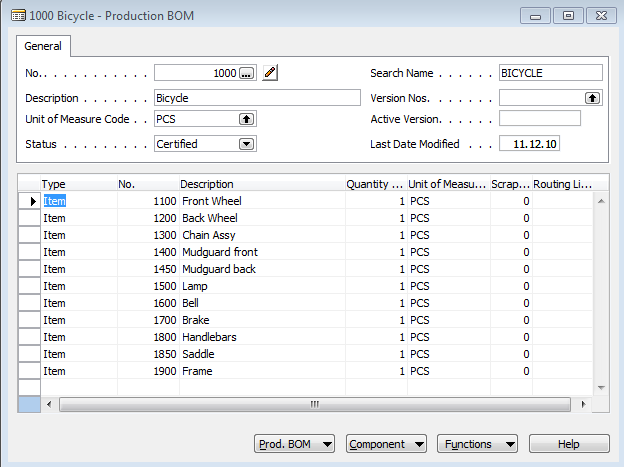 1000 Bicycle - Production BOM
General
No. . . . . . . . . . . . 1000 ... Search Name . . . . . . BICYCLE
Description . . . . . . . Bicycle Version Nos. . . . . . .
Unit of Measure Code . . PCS Active Version. . . . . .
Status . . . . . . . . . Certified Last Date Modified . . . 11.12.10
Type No. Description Quantity ... Unit of Measu... Scrap... Routing Li...
Item 1100 Front Wheel 1 PCS 0
Item 1200 Back Wheel 1 PCS 0
Item 1300 Chain Assy 1 PCS 0
Item 1400 Mudguard front 1 PCS 0
Item 1450 Mudguard back 1 PCS 0
Item 1500 Lamp 1 PCS 0
Item 1600 Bell 1 PCS 0
Item 1700 Brake 1 PCS 0
Item 1800 Handlebars 1 PCS 0
Item 1850 Saddle 1 PCS 0
Item 1900 Frame 1 PCS 0
Prod. BOM Component Functions Help